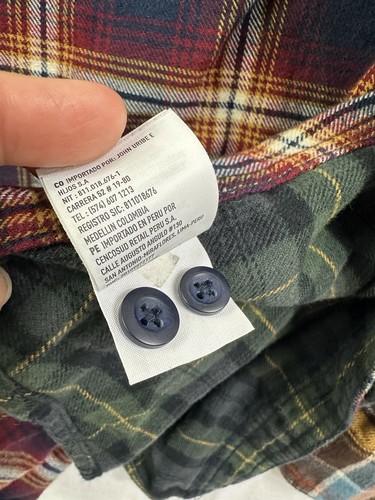 CO IMPORTADO POR: JOHN URIBE E
HIJOS S.A
NIT: 811.018.676-1
CARRERA 52 # 19-80
TEL: (574) 607 1213
REGISTRO SIC: 811018676
MEDELLIN COLOMBIA
PE IMPORTADO EN PERU POR
CENCOSUD RETAIL PERU S.A.
CALLE AUGUSTO ANGULO #130
SAN ANTONIO-MIRAFLORES, LIMA-PERU